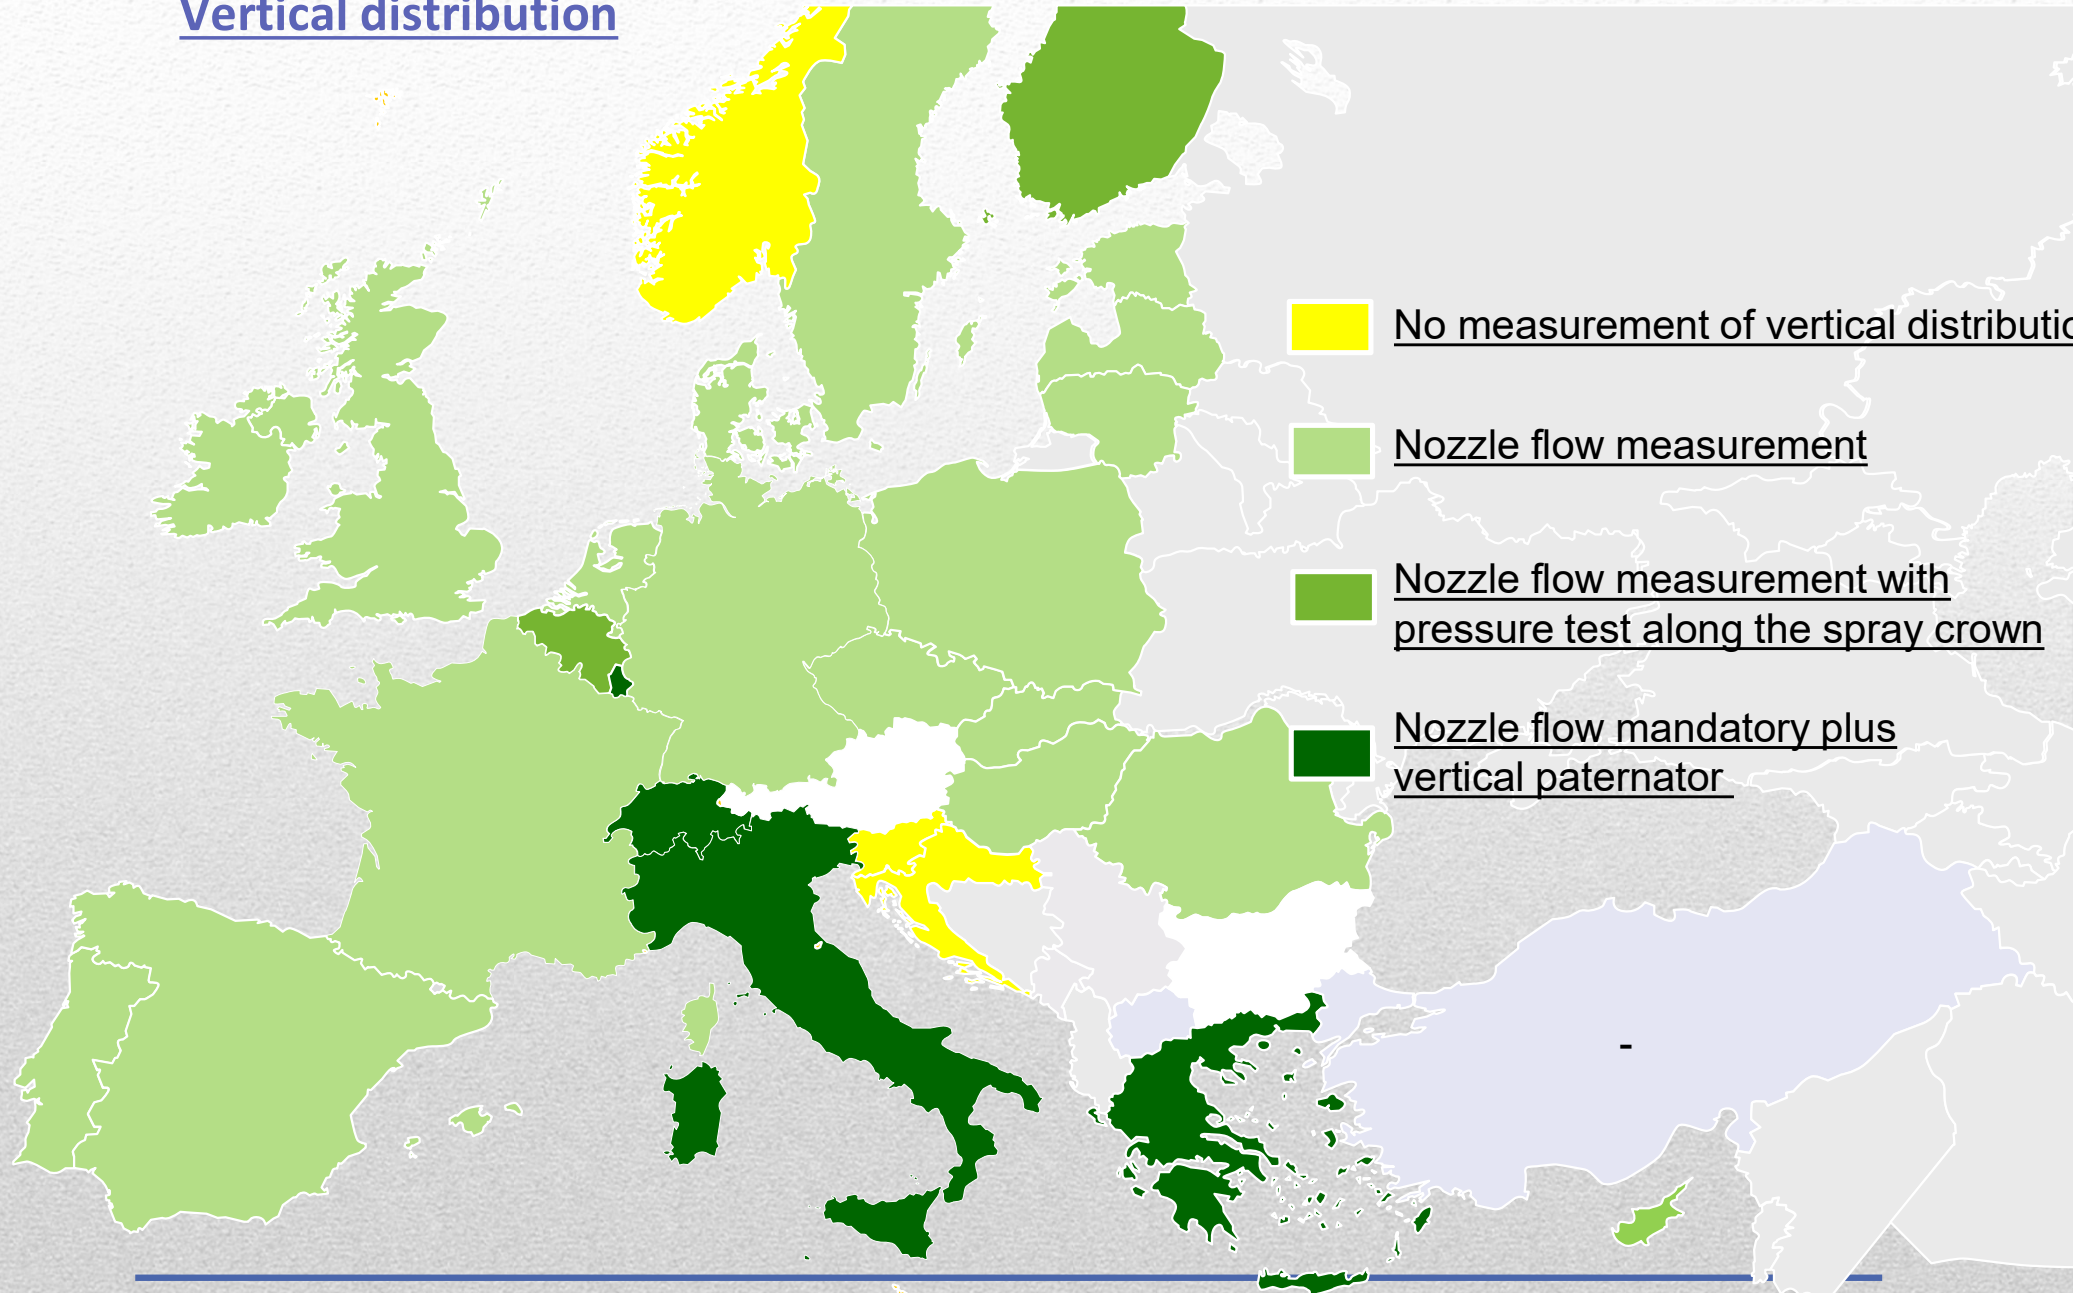 Vertical distribution
No measurement of vertical distributio
Nozzle flow measurement
Nozzle flow measurement with
pressure test along the spray crown
Nozzle flow mandatory plus
vertical paternator
-